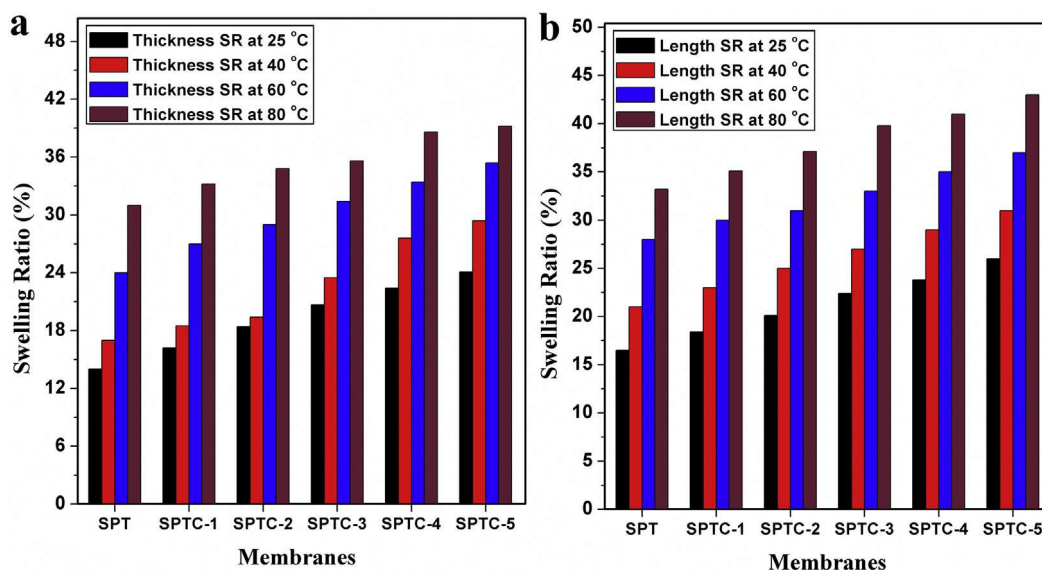 a
Thickness SR at 25 °C
Thickness SR at 40 °C
Thickness SR at 60 °C
Thickness SR at 80 °C
48
42
36
30
24
18
12
6
0
Swelling Ratio (%)
SPT SPTC-1 SPTC-2 SPTC-3 SPTC-4 SPTC-5
Membranes
b
Length SR at 25 °C
Length SR at 40 °C
Length SR at 60 °C
Length SR at 80 °C
50
45
40
35
30
25
20
15
10
5
0
Swelling Ratio (%)
SPT SPTC-1 SPTC-2 SPTC-3 SPTC-4 SPTC-5
Membranes